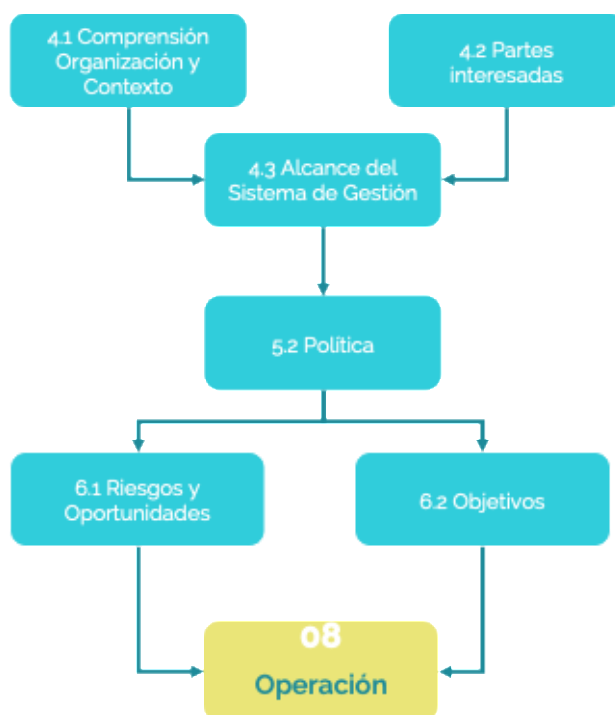 4.1 Comprensión
Organización y
Contexto
4.2 Partes
interesadas
4.3 Alcance del
Sistema de Gestión
5.2 Política
6.1 Riesgos y
Oportunidades
6.2 Objetivos
08
Operación